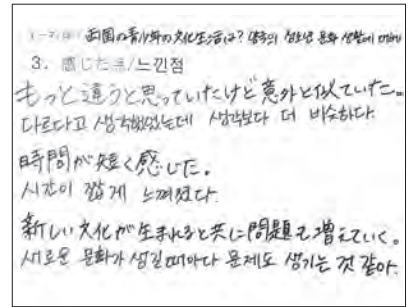 両国の青少年の文化生活は? 양국의 청소년 문화 생활에
3. 感じた点/느낀점
もっと違うと思っていたけど意外と似ていた。
다르다고 생각했었는데 생각보다 더 비슷하다.
時間が短く感じた。
시간이 짧게 느껴졌다.
新しい文化が生まれると共に問題も増えていく。
새로운 문화가 생길때마다 문제도 생기는 것 같아.